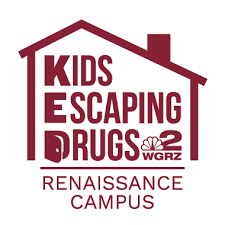 KIDS
ESCAPING
DRUGS 2
WGRZ
RENAISSANCE
CAMPUS